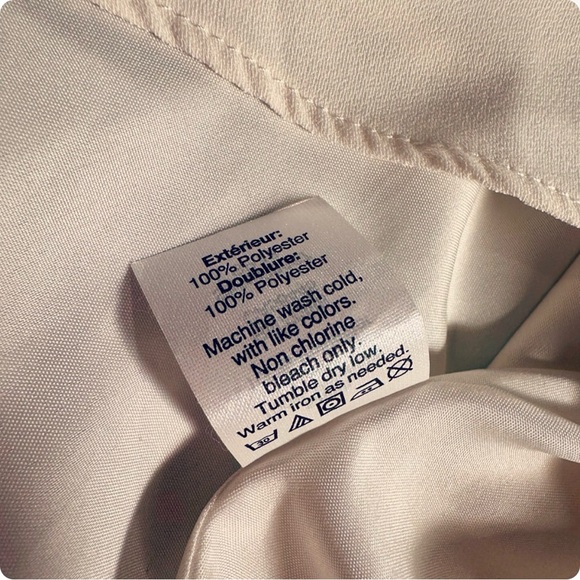 Extérieur:
100% Polyester
Doublure:
100% Polyester
Machine wash cold,
with like colors.
Non chlorine
bleach only.
Tumble dry low.
Warm iron as needed.
30